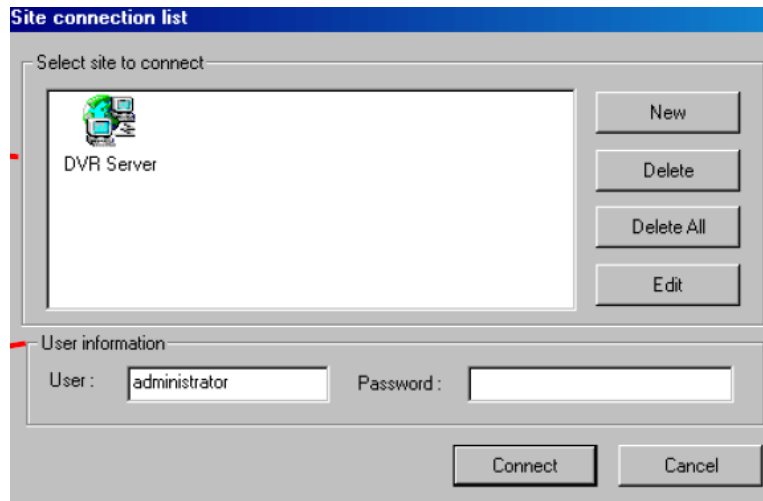 Site connection list
Select site to connect
DVR Server
New
Delete
Delete All
Edit
User information
User : administrator Password :
Connect Cancel